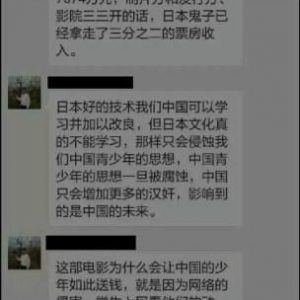 影院三三开的话，日本鬼子已
经拿走了三分之二的票房收
入。
日本好的技术我们中国可以学
习并加以改良，但日本文化真
的不能学习，那样只会侵蚀我
们中国青少年的思想，中国青
少年的思想一旦被腐蚀，中国
只会增加更多的汉奸，影响到
的是中国的未来。
这部电影为什么会让中国的少
年如此送钱，就是因为网络的